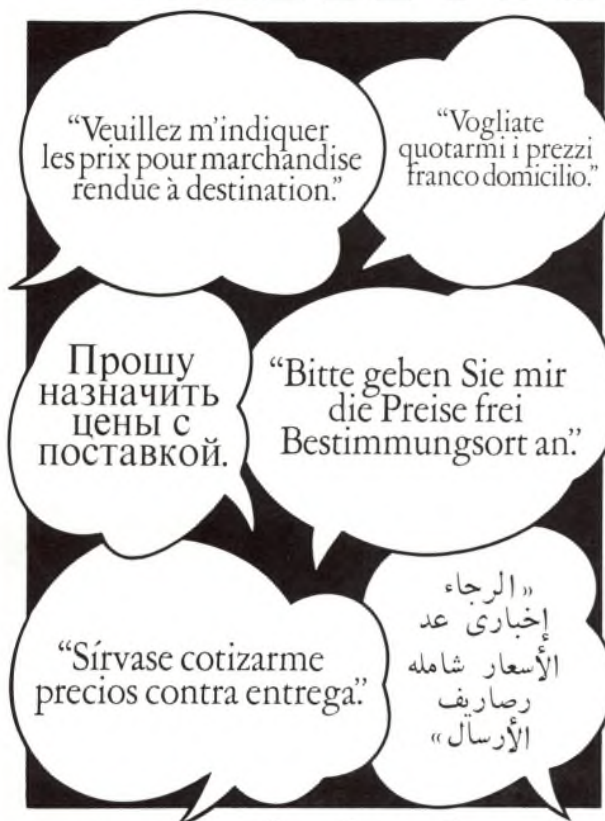 “Veuillez m’indiquer
les prix pour marchandise
rendue à destination.”
“Vogliate
quotarmi i prezzi
franco domicilio.”
Прошу
назначить
цены с
поставкой.
“Bitte geben Sie mir
die Preise frei
Bestimmungsort an.”
“Sírvase cotizarme
precios contra entrega.”
« الرجاء
إخبارى عد
الأسعار شامله
رصاريف
الأرسال »